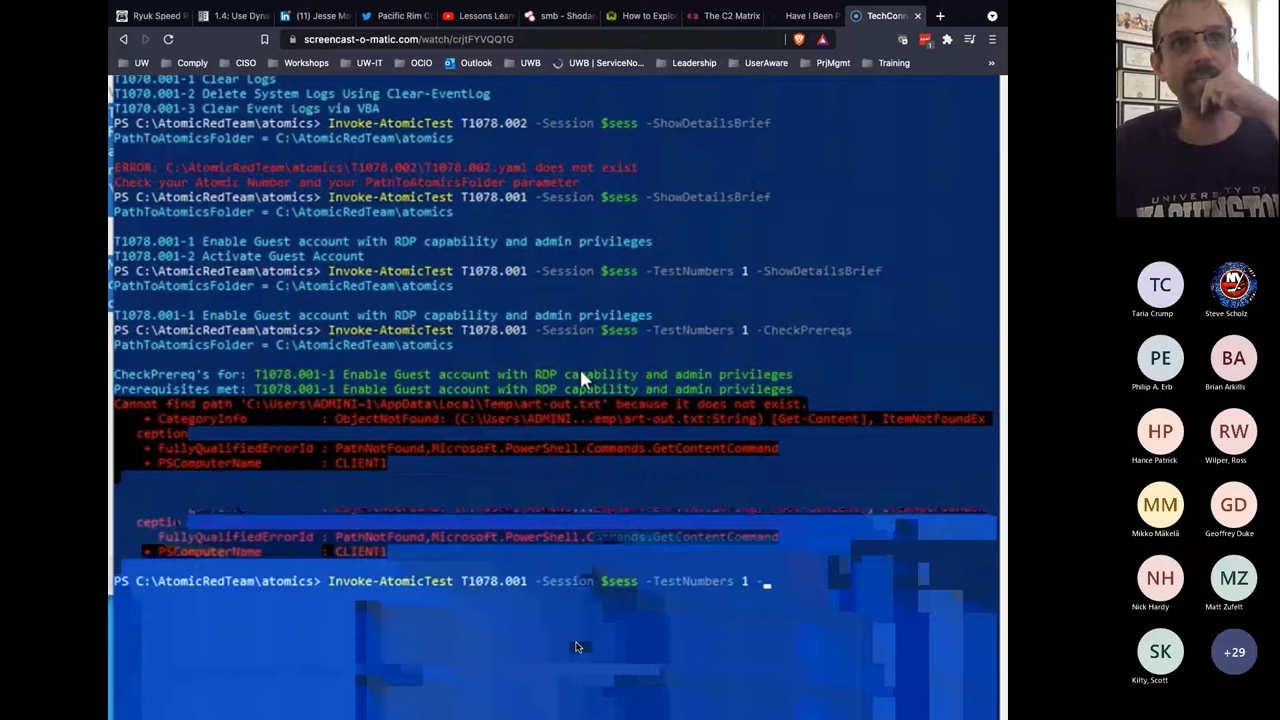 Ryuk Speed R
1.4: Use Dyna
(12) Jesse Mo
Pacific Rim C
Lessons Lear
smb - Shodan
How to Explo
The C2 Matrix
Have I Been P
TechConn
screencast-o-matic.com/watch/crjtFYVQQ1G
UW
Comply
CISO
Workshops
UW-IT
OCIO
Outlook
UWB
UWB | ServiceNo...
Leadership
UserAware
PrjMgmt
Training
T1070.001-1 Clear Logs
T1070.001-2 Delete System Logs Using Clear-EventLog
T1070.001-3 Clear Event Logs via VBA
PS C:\AtomicRedTeam\atomics> Invoke-AtomicTest T1078.002 -Session $sess -ShowDetailsBrief
PathToAtomicsFolder = C:\AtomicRedTeam\atomics
ERROR: C:\AtomicRedTeam\atomics\T1078.002\T1078.002.yaml does not exist
Check your Atomic Number and your PathToAtomicsFolder parameter
PS C:\AtomicRedTeam\atomics> Invoke-AtomicTest T1078.001 -Session $sess -ShowDetailsBrief
PathToAtomicsFolder = C:\AtomicRedTeam\atomics
T1078.001-1 Enable Guest account with RDP capability and admin privileges
T1078.001-2 Activate Guest Account
PS C:\AtomicRedTeam\atomics> Invoke-AtomicTest T1078.001 -Session $sess -TestNumbers 1 -ShowDetailsBrief
PathToAtomicsFolder = C:\AtomicRedTeam\atomics
T1078.001-1 Enable Guest account with RDP capability and admin privileges
PS C:\AtomicRedTeam\atomics> Invoke-AtomicTest T1078.001 -Session $sess -TestNumbers 1 -CheckPrereqs
PathToAtomicsFolder = C:\AtomicRedTeam\atomics
CheckPrereq's for: T1078.001-1 Enable Guest account with RDP capability and admin privileges
Prerequisites met: T1078.001-1 Enable Guest account with RDP capability and admin privileges
Cannot find path 'C:\Users\ADMINI~1\AppData\Local\Temp\art-out.txt' because it does not exist.
+ CategoryInfo : ObjectNotFound: (C:\Users\ADMINI...emp\art-out.txt:String) [Get-Content], ItemNotFoundEx
ception
+ FullyQualifiedErrorId : PathNotFound,Microsoft.PowerShell.Commands.GetContentCommand
+ PSComputerName : CLIENT1
ception
FullyQualifiedErrorId : PathNotFound,Microsoft.PowerShell.Commands.GetContentCommand
+ PSComputerName : CLIENT1
PS C:\AtomicRedTeam\atomics> Invoke-AtomicTest T1078.001 -Session $sess -TestNumbers 1 -
UNIVERSITY OF
WASHINGTON
TC
Taria Crump
NY
Steve Scholz
PE
Philip A. Erb
BA
Brian Arkills
HP
Hance Patrick
RW
Wilper, Ross
MM
Mikko Mäkelä
GD
Geoffrey Duke
NH
Nick Hardy
MZ
Matt Zufelt
SK
Kilty, Scott
+29